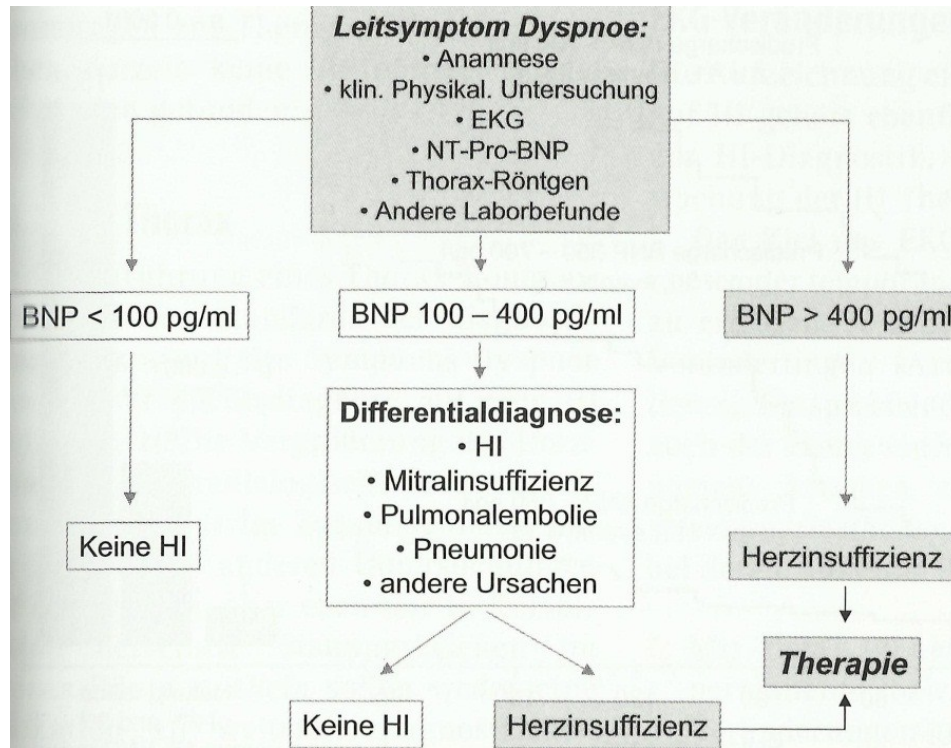 Leitsymptom Dyspnoe:
• Anamnese
• klin. Physikal. Untersuchung
• EKG
• NT-Pro-BNP
• Thorax-Röntgen
• Andere Laborbefunde
BNP < 100 pg/ml
BNP 100 – 400 pg/ml
BNP > 400 pg/ml
Differentialdiagnose:
• HI
• Mitralinsuffizienz
• Pulmonalembolie
• Pneumonie
• andere Ursachen
Keine HI
Herzinsuffizienz
Therapie
Keine HI
Herzinsuffizienz